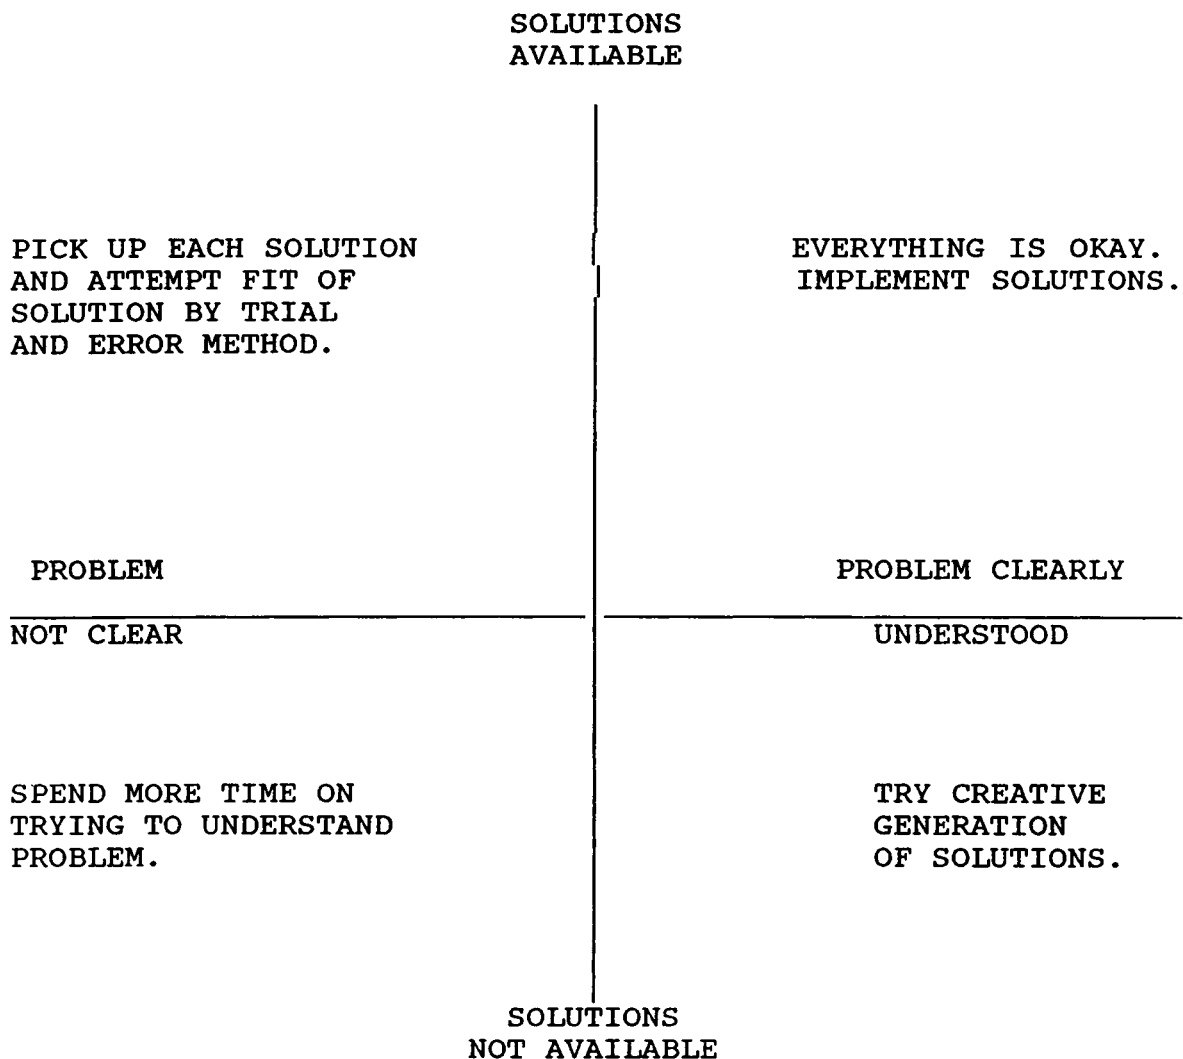 SOLUTIONS
AVAILABLE
PICK UP EACH SOLUTION
AND ATTEMPT FIT OF
SOLUTION BY TRIAL
AND ERROR METHOD.
EVERYTHING IS OKAY.
IMPLEMENT SOLUTIONS.
PROBLEM
NOT CLEAR
PROBLEM CLEARLY
UNDERSTOOD
SPEND MORE TIME ON
TRYING TO UNDERSTAND
PROBLEM.
TRY CREATIVE
GENERATION
OF SOLUTIONS.
SOLUTIONS
NOT AVAILABLE